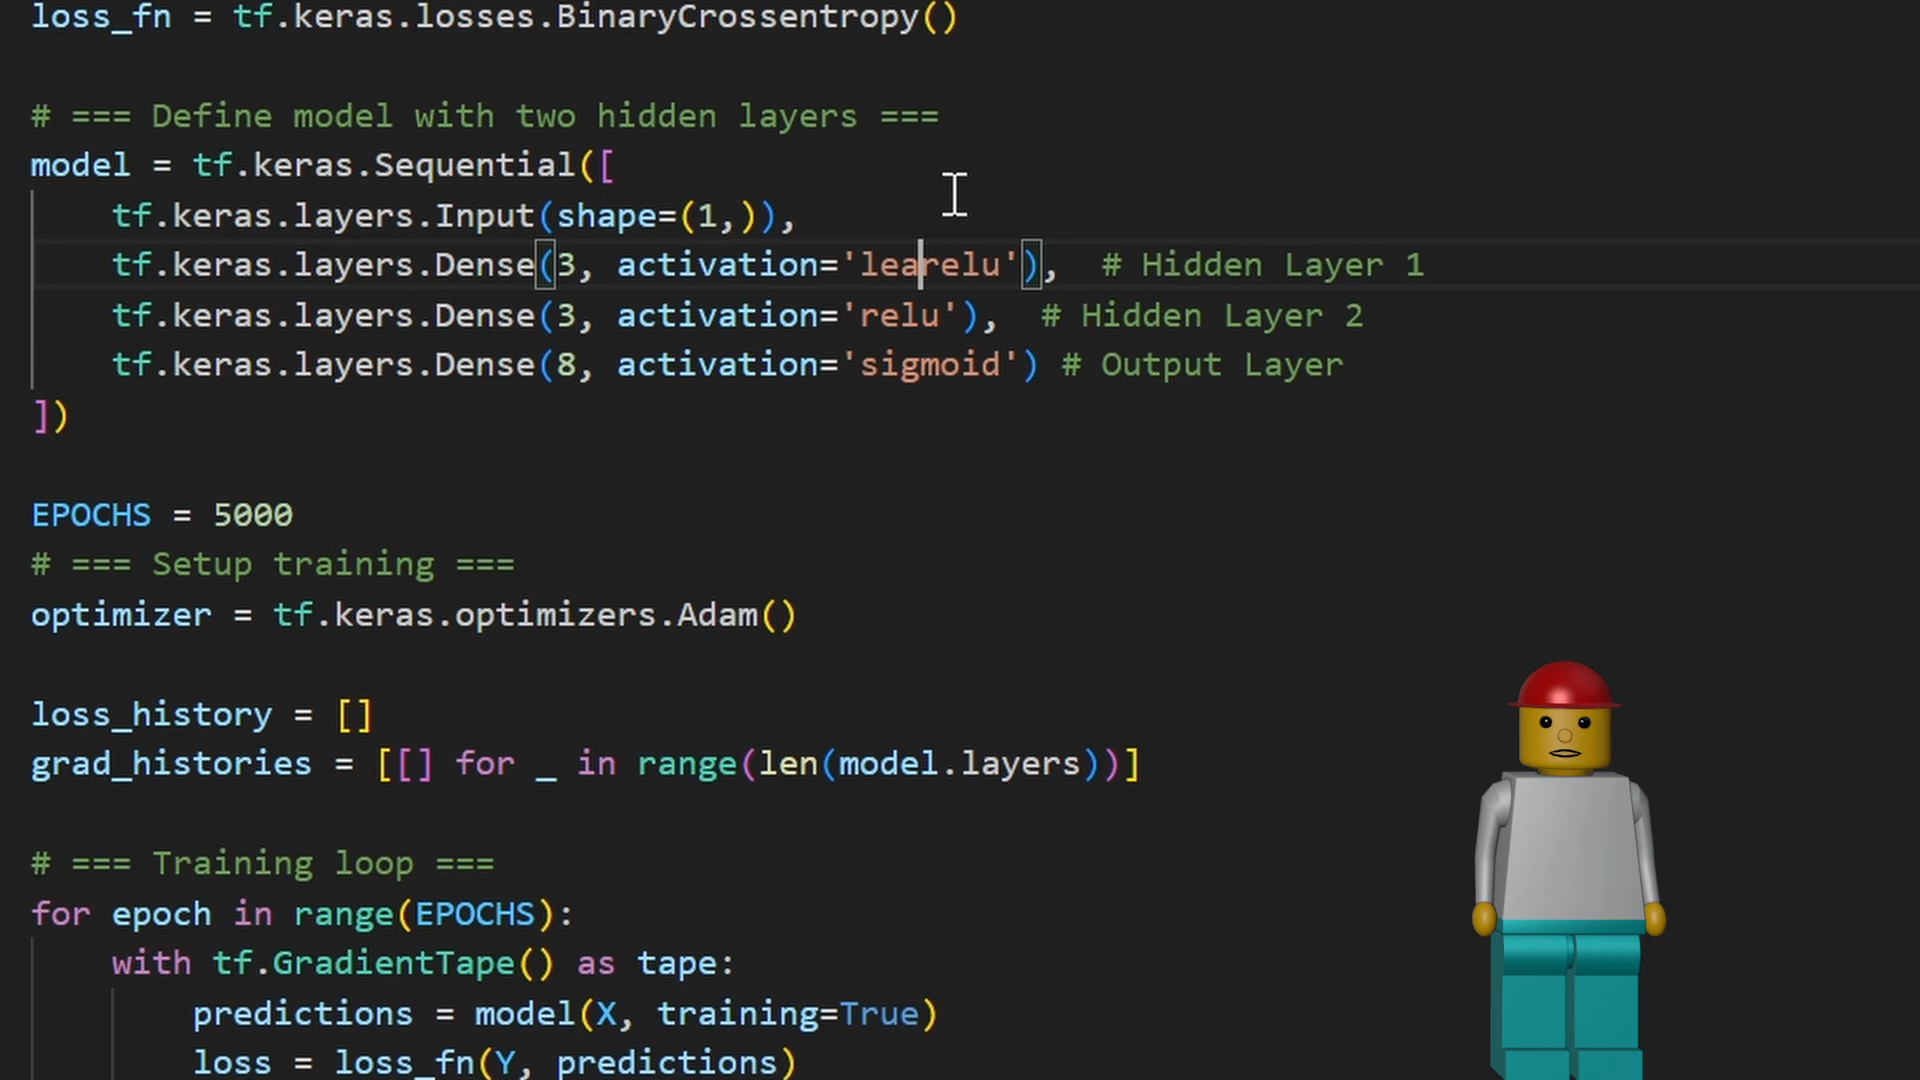 loss_fn = tf.keras.losses.BinaryCrossentropy()
# === Define model with two hidden layers ===
model = tf.keras.Sequential([
    tf.keras.layers.Input(shape=(1,)),
    tf.keras.layers.Dense(3, activation='learelu'),  # Hidden Layer 1
    tf.keras.layers.Dense(3, activation='relu'),  # Hidden Layer 2
    tf.keras.layers.Dense(8, activation='sigmoid') # Output Layer
])
EPOCHS = 5000
# === Setup training ===
optimizer = tf.keras.optimizers.Adam()
loss_history = []
grad_histories = [[] for _ in range(len(model.layers))]
# === Training loop ===
for epoch in range(EPOCHS):
    with tf.GradientTape() as tape:
        predictions = model(X, training=True)
        loss = loss_fn(Y, predictions)